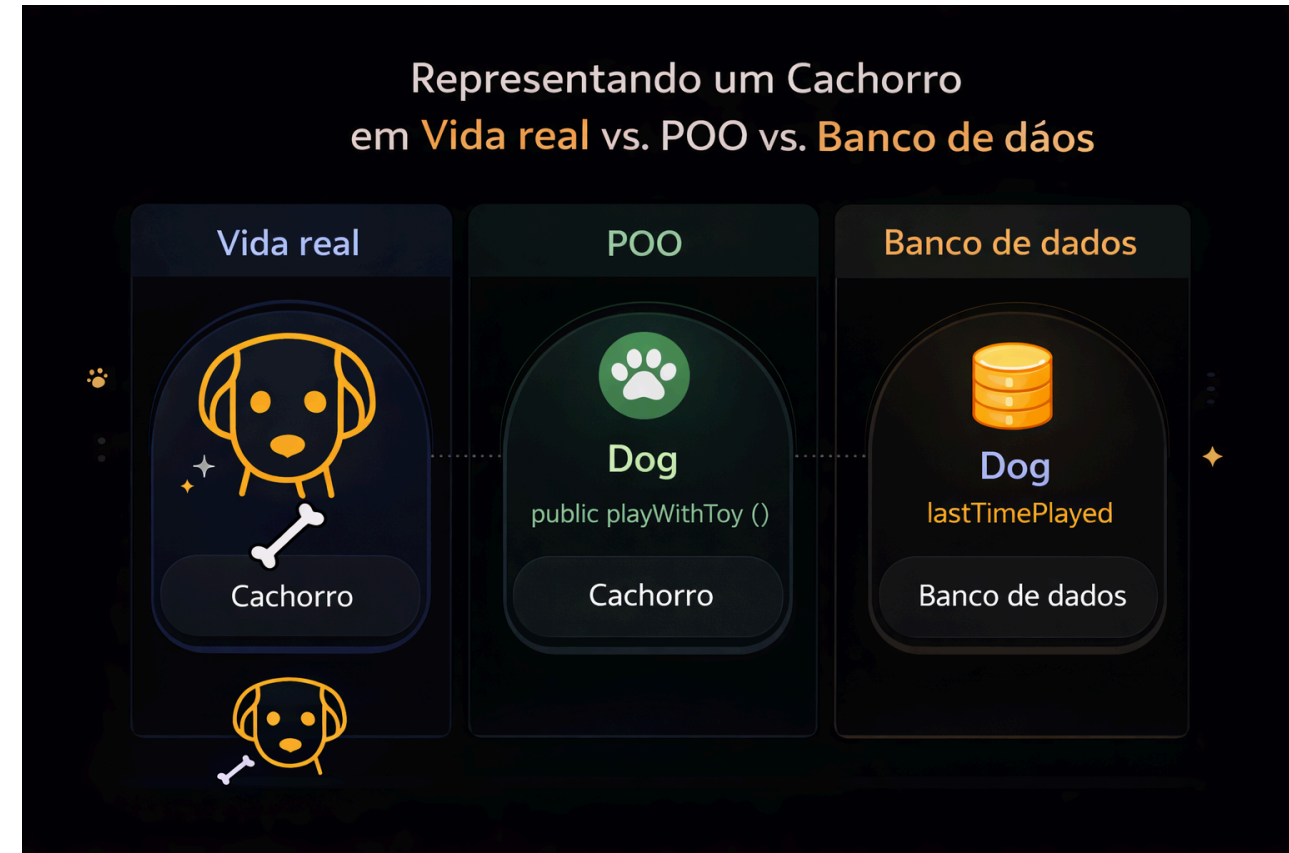 Representando um Cachorro
em Vida real vs. POO vs. Banco de dáos
Vida real
POO
Banco de dados
Dog
public playWithToy ()
Dog
lastTimePlayed
Cachorro
Cachorro
Banco de dados